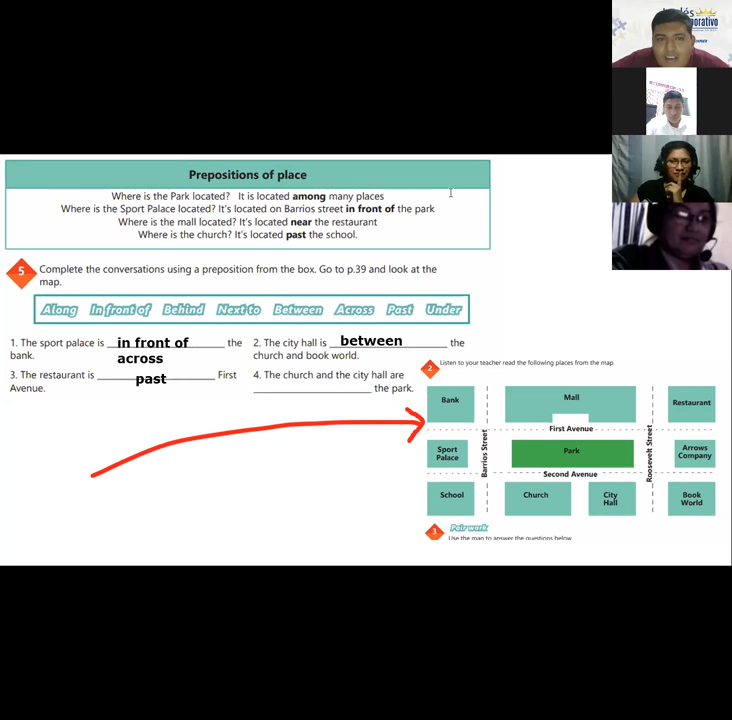 Prepositions of place
Where is the Park located? It is located among many places
Where is the Sport Palace located? It's located on Barrios street in front of the park
Where is the mall located? It's located near the restaurant
Where is the church? It's located past the school.
5 Complete the conversations using a preposition from the box. Go to p.39 and look at the
map.
Along In front of Behind Next to Between Across Past Under
1. The sport palace is in front of the
bank. across
2. The city hall is between the
church and book world.
3. The restaurant is past First
Avenue.
4. The church and the city hall are
the park.
2 Listen to your teacher read the following places from the map.
Bank
Mall
Restaurant
First Avenue
Sport
Palace
Barrios Street
Park
Roosevelt Street
Arrows
Company
Second Avenue
School
Church
City
Hall
Book
World
3 Pair work
Use the map to answer the questions below